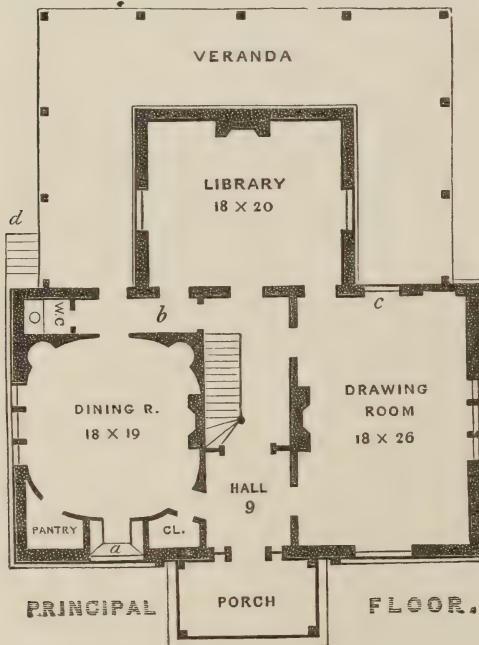 VERANDA
LIBRARY
18 X 20
d
W.C
b
c
DINING R.
18 X 19
DRAWING
ROOM
18 X 26
HALL
9
PANTRY
a
CL.
PORCH
PRINCIPAL FLOOR.